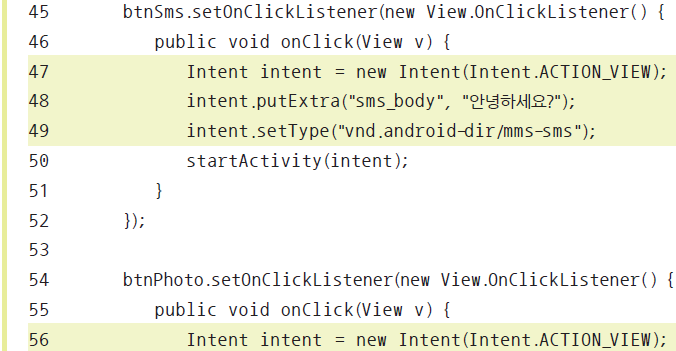 45 btnSms.setOnClickListener(new View.OnClickListener() {
46 public void onClick(View v) {
47 Intent intent = new Intent(Intent.ACTION_VIEW);
48 intent.putExtra("sms_body", "안녕하세요?");
49 intent.setType("vnd.android-dir/mms-sms");
50 startActivity(intent);
51 }
52 });
53
54 btnPhoto.setOnClickListener(new View.OnClickListener() {
55 public void onClick(View v) {
56 Intent intent = new Intent(Intent.ACTION_VIEW);